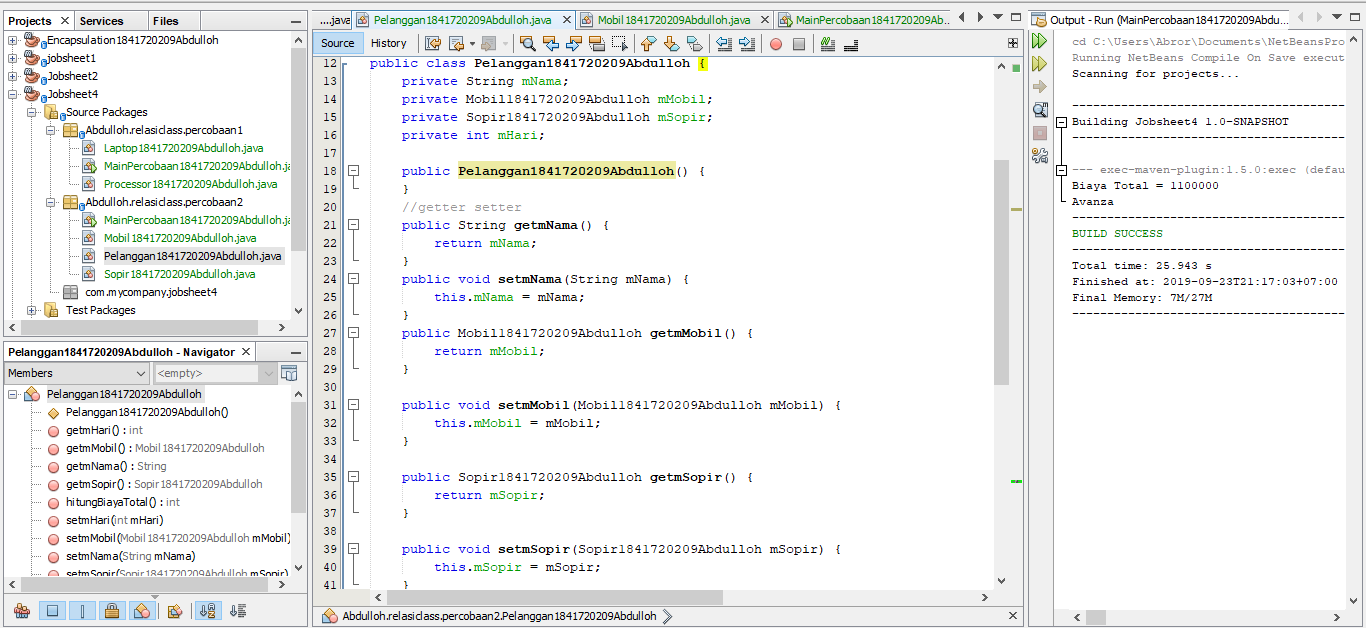 Projects
Services
Files
Encapsulation1841720209Abdulloh
jobsheet1
Jobsheet2
Jobsheet4
Source Packages
Abdulloh.relasiclass.percobaan1
Laptop1841720209Abdulloh.java
MainPercobaan1841720209Abdulloh.ja
Processor1841720209Abdulloh.java
Abdulloh.relasiclass.percobaan2
MainPercobaan1841720209Abdulloh.ja
Mobil1841720209Abdulloh.java
Pelanggan1841720209Abdulloh.java
Sopir1841720209Abdulloh.java
com.mycompany.jobsheet4
Test Packages
Pelanggan1841720209Abdulloh - Navigator
Members
<empty>
Pelanggan1841720209Abdulloh
Pelanggan1841720209Abdulloh()
getmHari() : int
getmMobil() : Mobil1841720209Abdulloh
getmNama() : String
getmSopir() : Sopir1841720209Abdulloh
hitungBiayaTotal() : int
setmHari(int mHari)
setmMobil(Mobil1841720209Abdulloh mMobil)
setmNama(String mNama)
setmSopir(Sopir1841720209Abdulloh mSopir)
....java
Pelanggan1841720209Abdulloh.java
Mobil1841720209Abdulloh.java
MainPercobaan1841720209Ab...
Source
History
12 public class Pelanggan1841720209Abdulloh {
13 private String mNama;
14 private Mobil1841720209Abdulloh mMobil;
15 private Sopir1841720209Abdulloh mSopir;
16 private int mHari;
17
18 public Pelanggan1841720209Abdulloh() {
19 }
20 //getter setter
21 public String getmNama() {
22 return mNama;
23 }
24 public void setmNama(String mNama) {
25 this.mNama = mNama;
26 }
27 public Mobil1841720209Abdulloh getmMobil() {
28 return mMobil;
29 }
30
31 public void setmMobil(Mobil1841720209Abdulloh mMobil) {
32 this.mMobil = mMobil;
33 }
34
35 public Sopir1841720209Abdulloh getmSopir() {
36 return mSopir;
37 }
38
39 public void setmSopir(Sopir1841720209Abdulloh mSopir) {
40 this.mSopir = mSopir;
41 }
Abdulloh.relasiclass.percobaan2.Pelanggan1841720209Abdulloh
Output - Run (MainPercobaan1841720209Abdu...
cd C:\Users\Abror\Documents\NetBeansPro
Running NetBeans Compile On Save execut
Scanning for projects...
----------------------------------
Building Jobsheet4 1.0-SNAPSHOT
----------------------------------
--- exec-maven-plugin:1.5.0:exec (defau
Biaya Total = 1100000
Avanza
----------------------------------
BUILD SUCCESS
----------------------------------
Total time: 25.943 s
Finished at: 2019-09-23T21:17:03+07:00
Final Memory: 7M/27M
----------------------------------